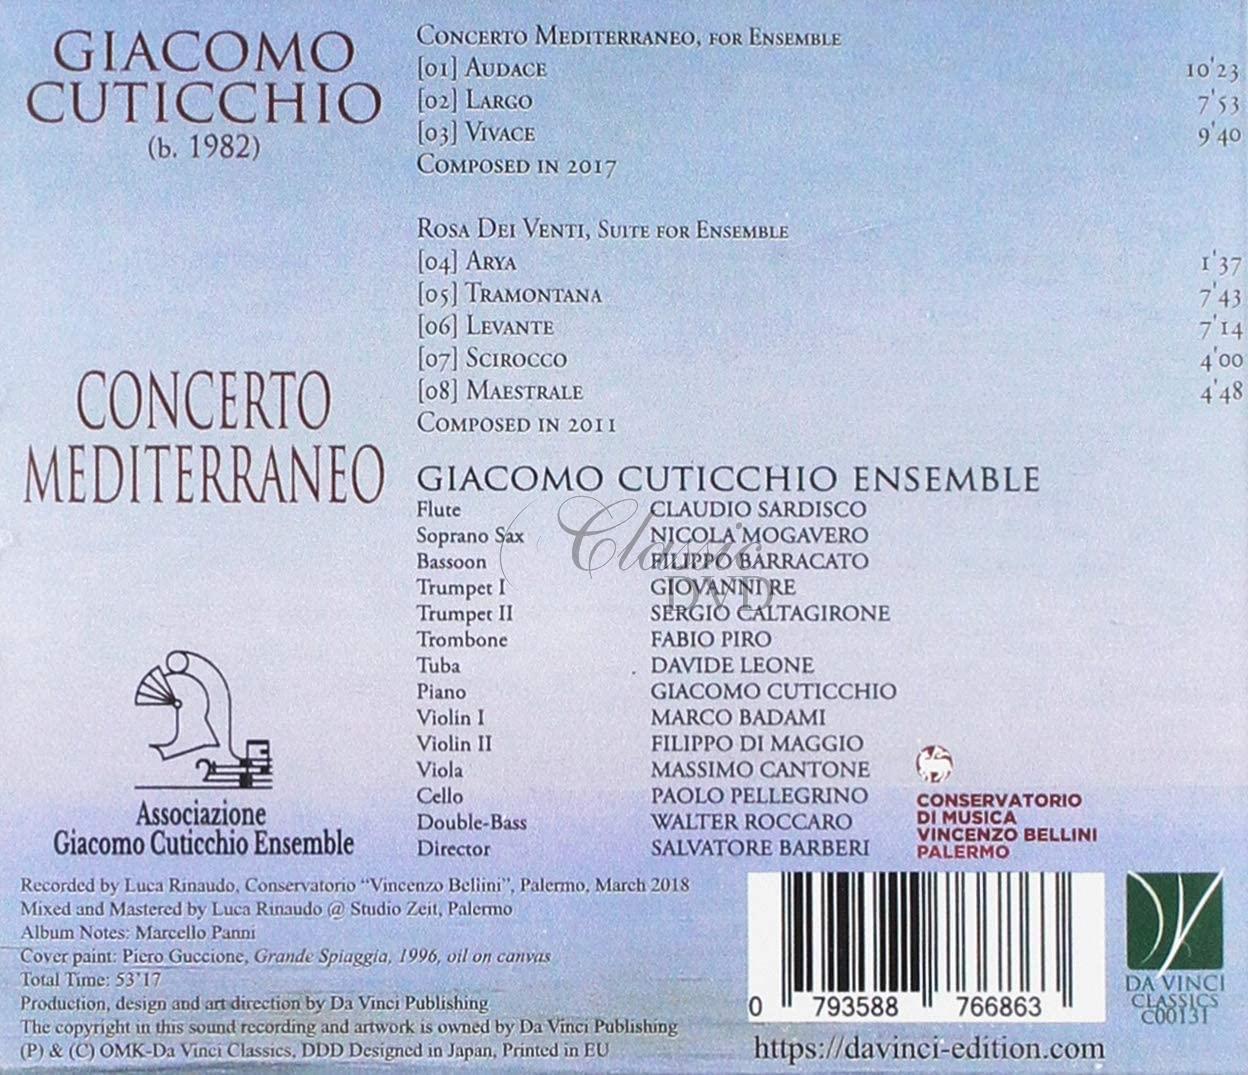 GIACOMO
CUTICCHIO
(b. 1982)
CONCERTO MEDITERRANEO, FOR ENSEMBLE
[01] AUDACE 10'23
[02] LARGO 7'53
[03] VIVACE 9'40
COMPOSED IN 2017
ROSA DEI VENTI, SUITE FOR ENSEMBLE
[04] ARYA 1'37
[05] TRAMONTANA 7'43
[06] LEVANTE 7'14
[07] SCIROCCO 4'00
[08] MAESTRALE 4'48
COMPOSED IN 2011
CONCERTO
MEDITERRANEO
GIACOMO CUTICCHIO ENSEMBLE
Flute CLAUDIO SARDISCO
Soprano Sax NICOLA MOGAVERO
Bassoon FILIPPO BARRACATO
Trumpet I GIOVANNI RE
Trumpet II SERGIO CALTAGIRONE
Trombone FABIO PIRO
Tuba DAVIDE LEONE
Piano GIACOMO CUTICCHIO
Violin I MARCO BADAMI
Violin II FILIPPO DI MAGGIO
Viola MASSIMO CANTONE
Cello PAOLO PELLEGRINO
Double-Bass WALTER ROCCARO
Director SALVATORE BARBERI
Classic
DVD
Associazione
Giacomo Cuticchio Ensemble
CONSERVATORIO
DI MUSICA
VINCENZO BELLINI
PALERMO
Recorded by Luca Rinaudo, Conservatorio “Vincenzo Bellini”, Palermo, March 2018
Mixed and Mastered by Luca Rinaudo @ Studio Zeit, Palermo
Album Notes: Marcello Panni
Cover paint: Piero Guccione, Grande Spiaggia, 1996, oil on canvas
Total Time: 53’17
Production, design and art direction by Da Vinci Publishing
The copyright in this sound recording and artwork is owned by Da Vinci Publishing
(P) & (C) OMK-Da Vinci Classics, DDD Designed in Japan, Printed in EU
0 793588 766863
https://davinci-edition.com
DA VINCI
CLASSICS
C00131